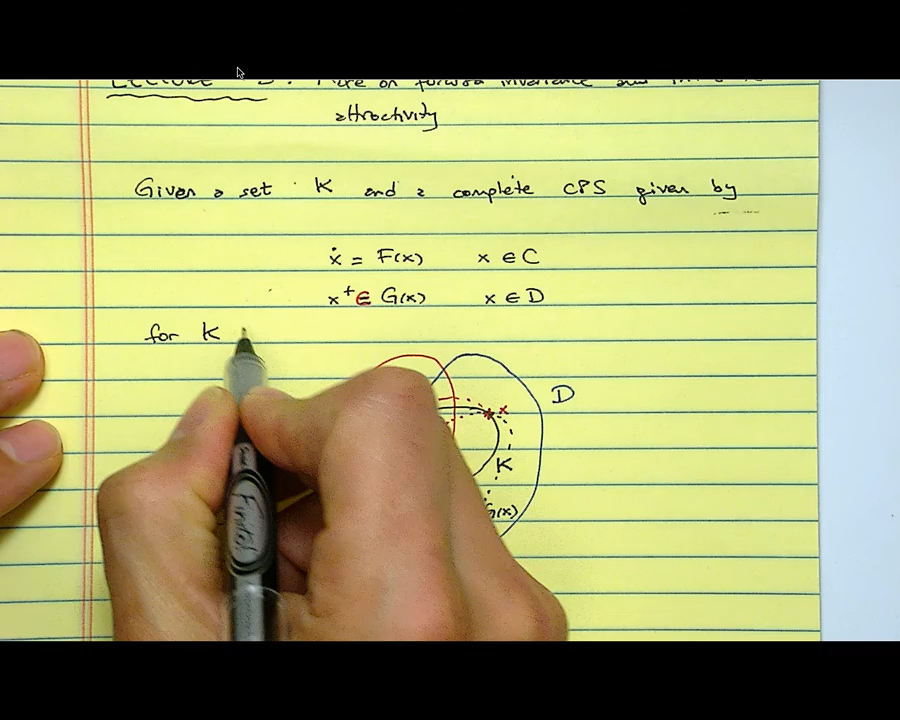 attractivity
Given a set K and a complete CPS given by
ẋ = F(x) x ∈ C
x⁺ ∈ G(x) x ∈ D
for K
D
x
K
G(x)